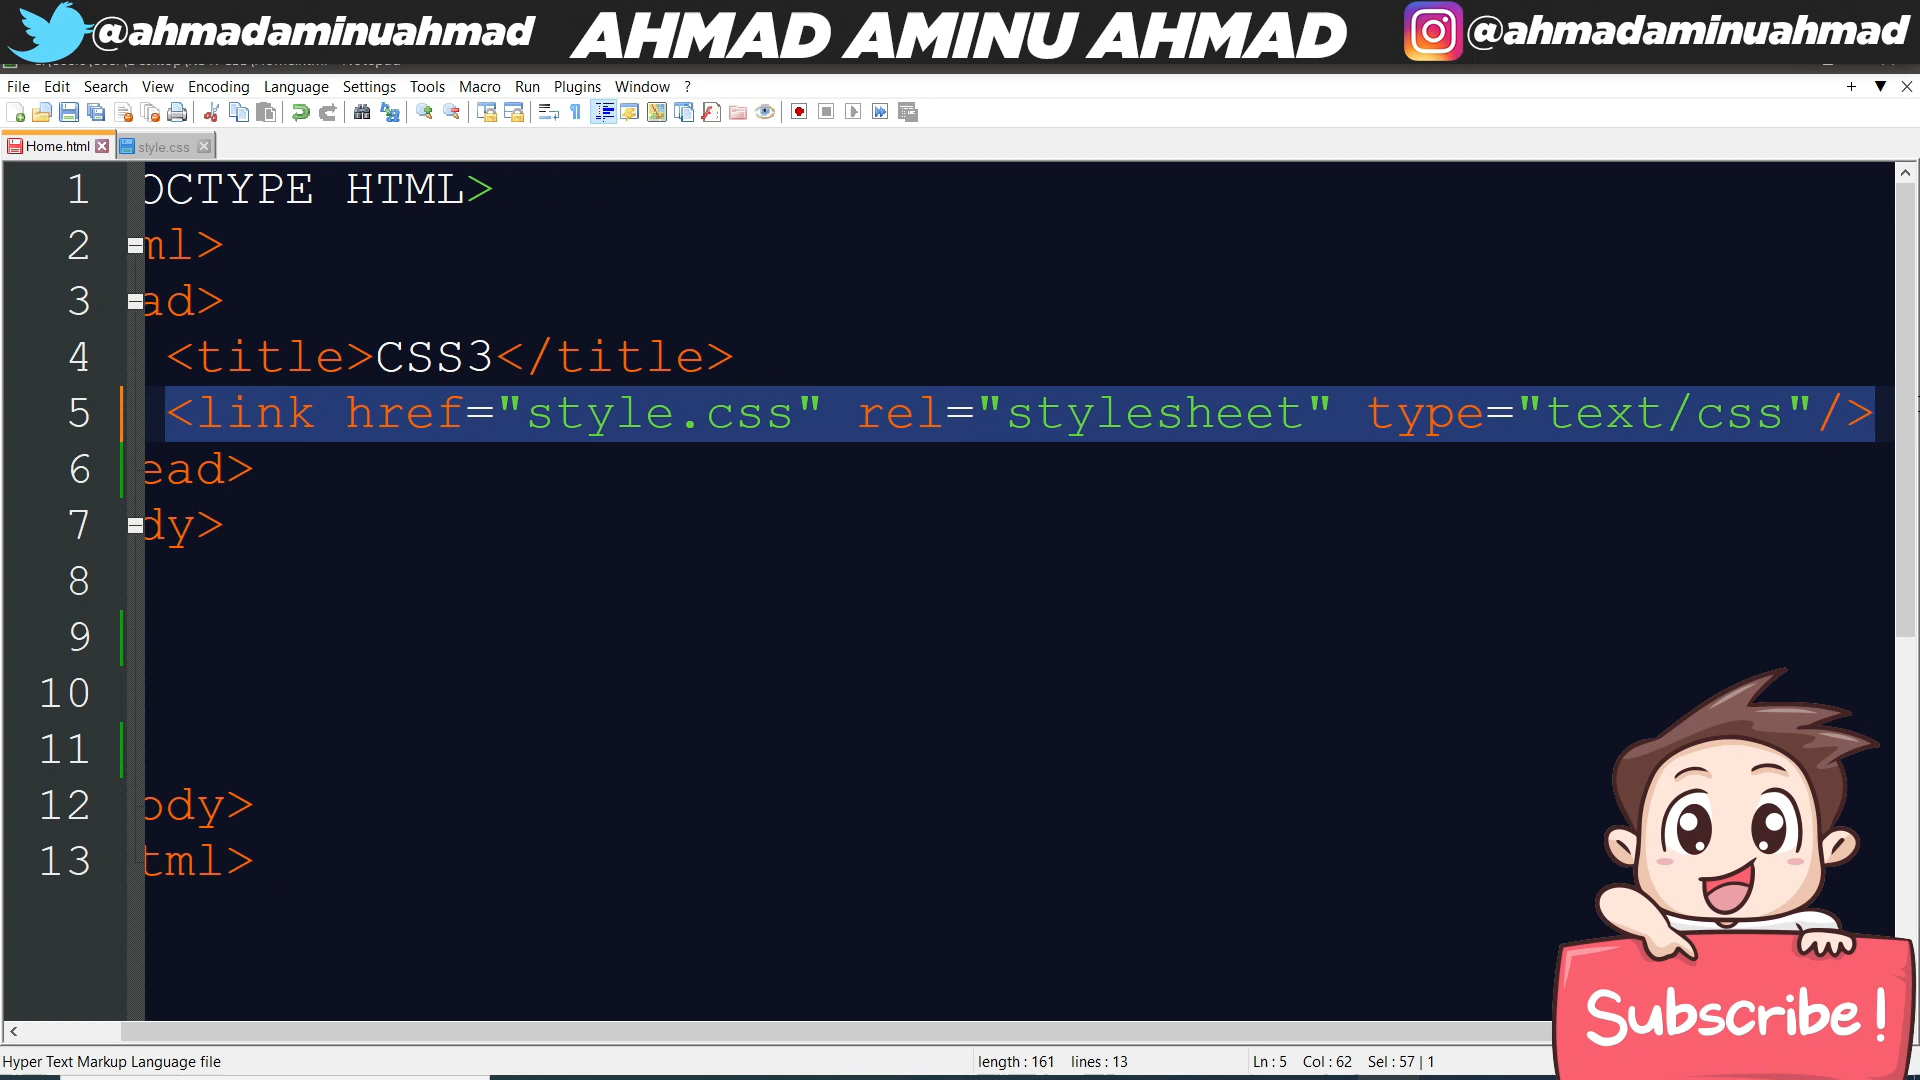 @ahmadaminuahmad AHMAD AMINU AHMAD @ahmadaminuahmad
File Edit Search View Encoding Language Settings Tools Macro Run Plugins Window ?
Home.html style.css
1 OCTYPE HTML>
2 ml>
3 ad>
4 <title>CSS3</title>
5 <link href="style.css" rel="stylesheet" type="text/css"/>
6 ead>
7 dy>
8
9
10
11
12 ody>
13 tml>
Subscribe!
Hyper Text Markup Language file length : 161 lines : 13 Ln : 5 Col : 62 Sel : 57 | 1